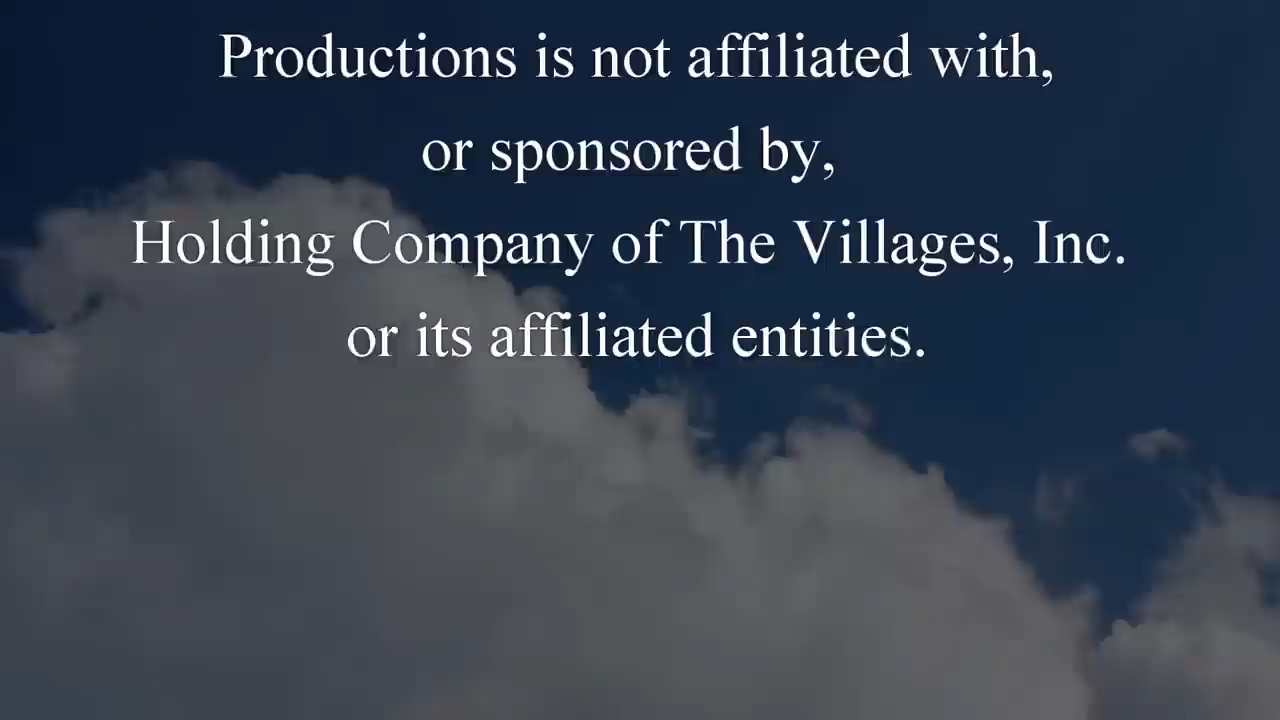 Productions is not affiliated with,
or sponsored by,
Holding Company of The Villages, Inc.
or its affiliated entities.